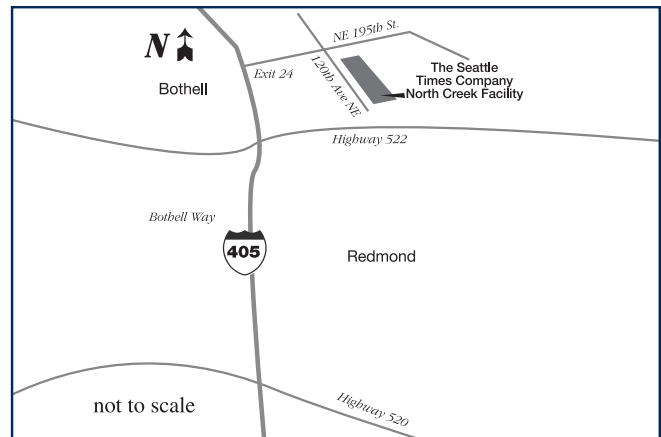 N
NE 195th St.
Exit 24
120th Ave NE
The Seattle
Times Company
North Creek Facility
Bothell
Highway 522
Bothell Way
405
Redmond
not to scale
Highway 520